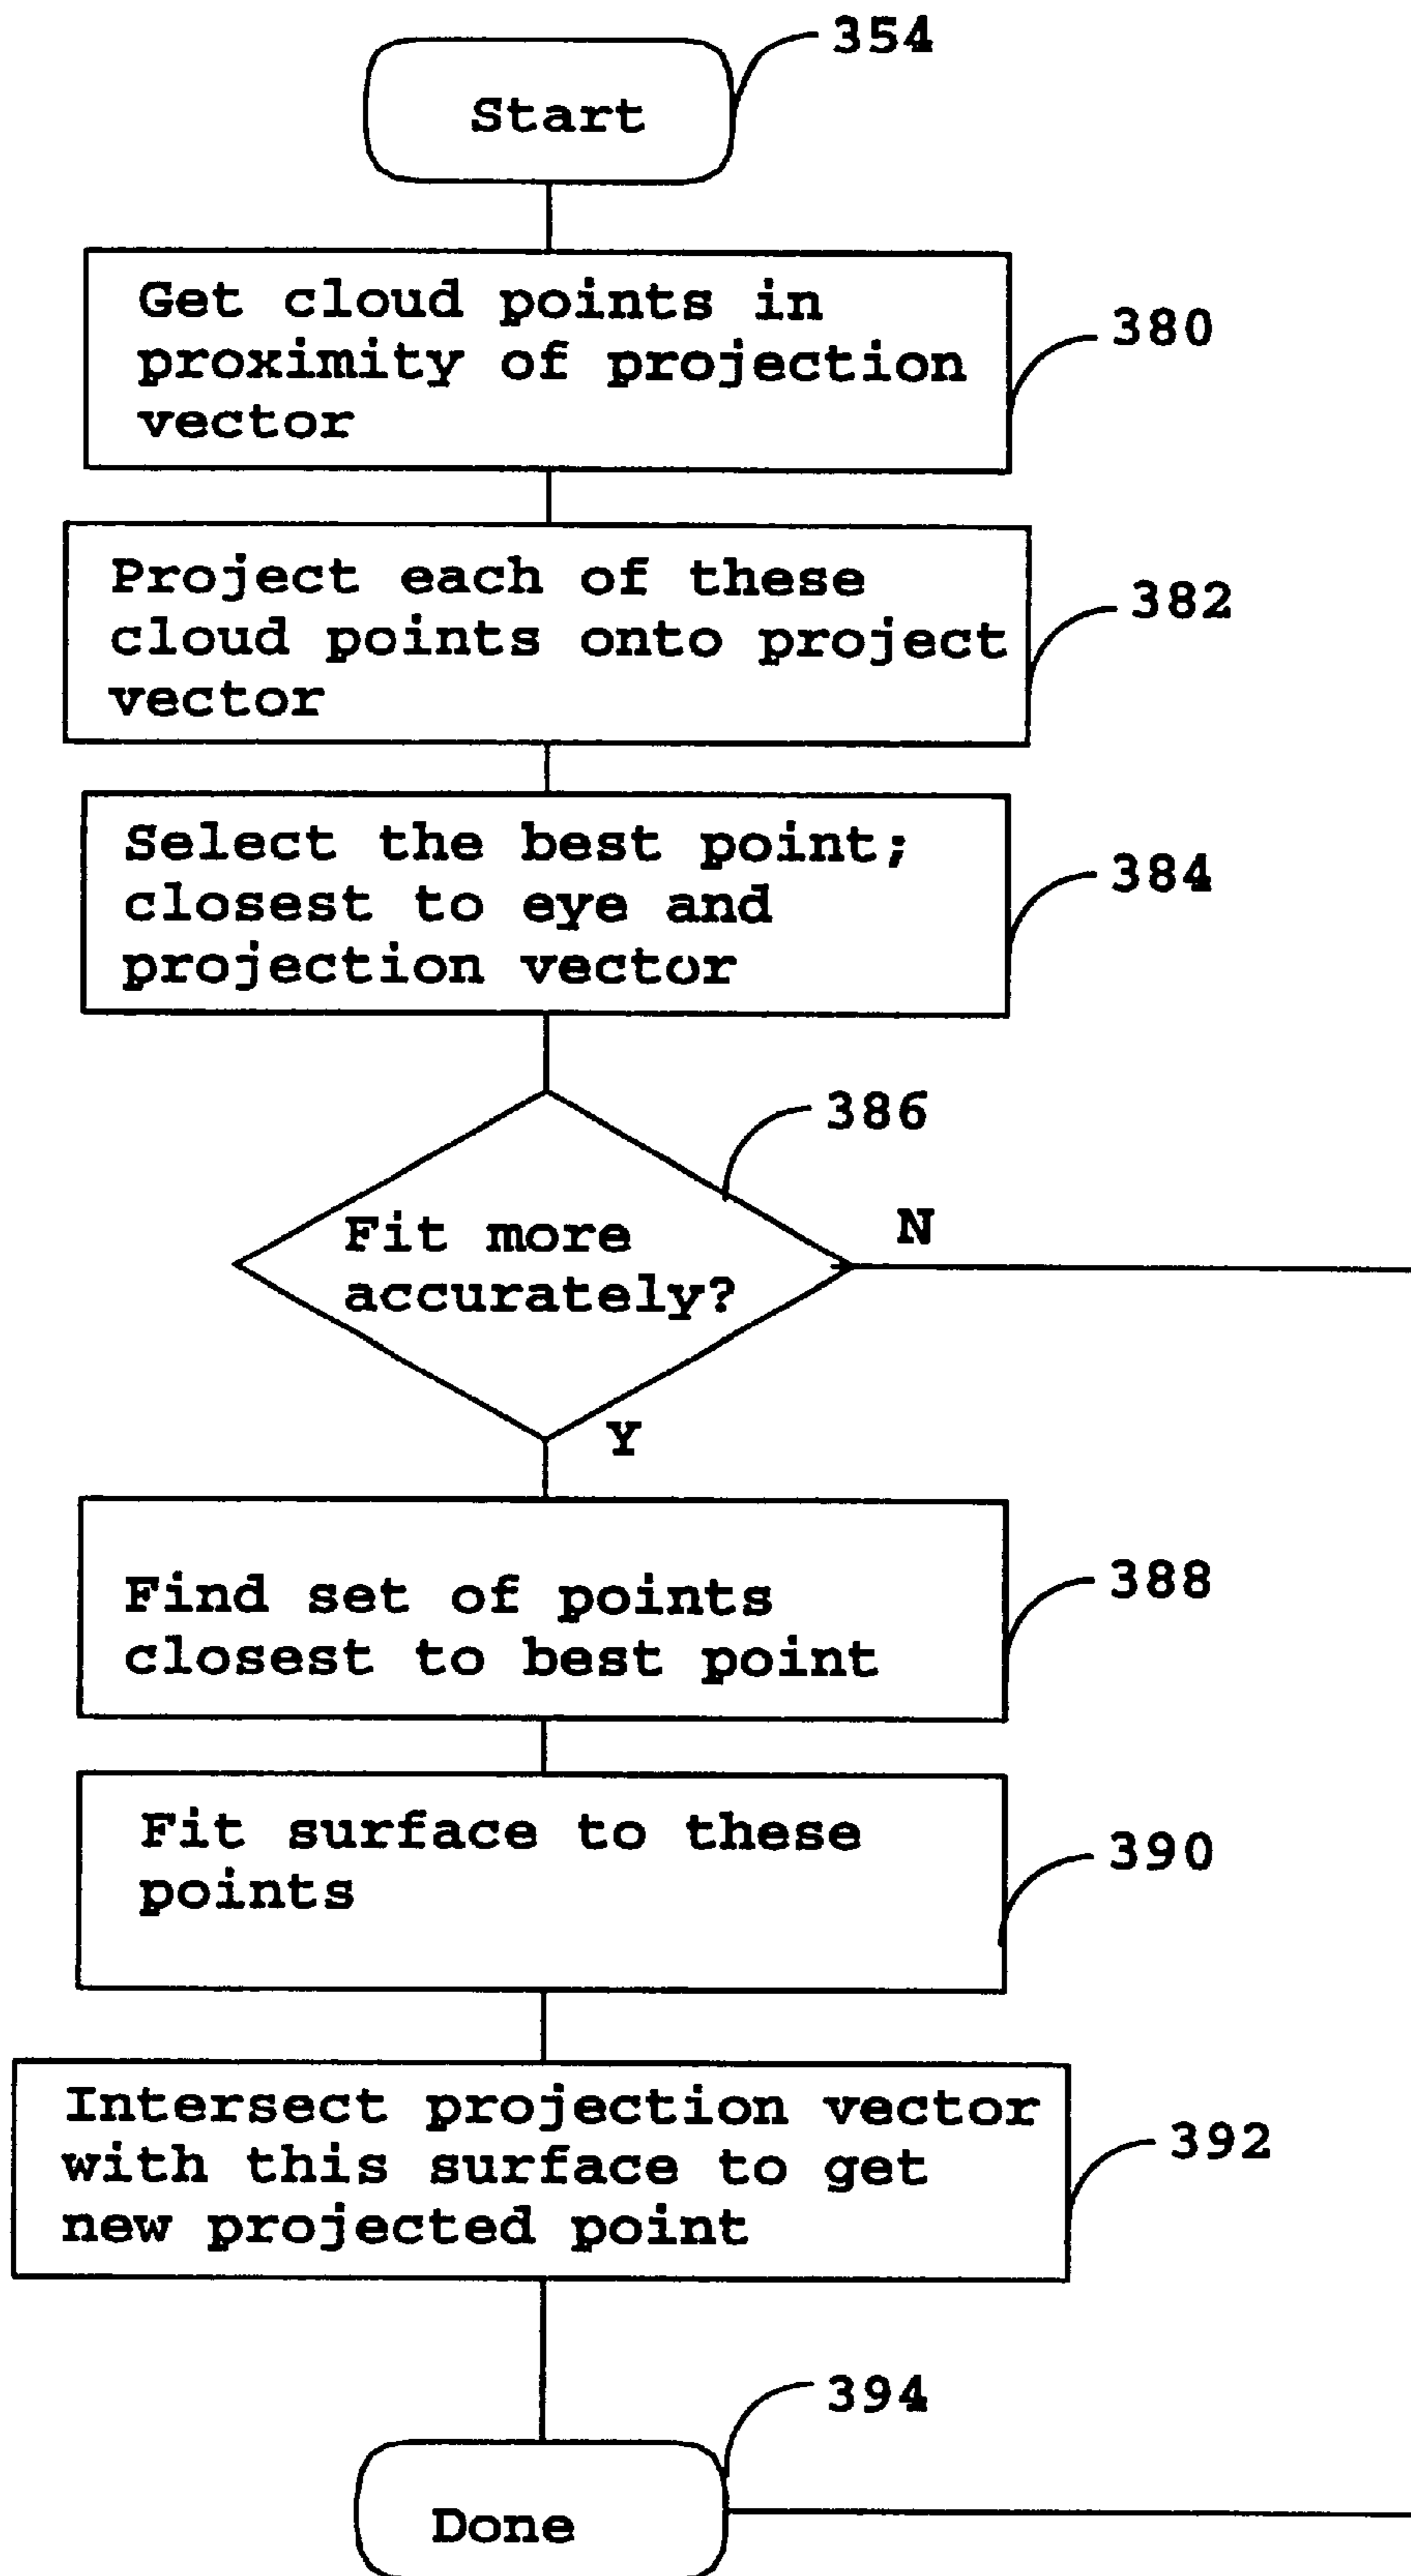 354
Start
Get cloud points in
proximity of projection
vector
380
Project each of these
cloud points onto project
vector
382
Select the best point;
closest to eye and
projection vector
384
386
Fit more
accurately?
N
Y
Find set of points
closest to best point
388
Fit surface to these
points
390
Intersect projection vector
with this surface to get
new projected point
392
394
Done